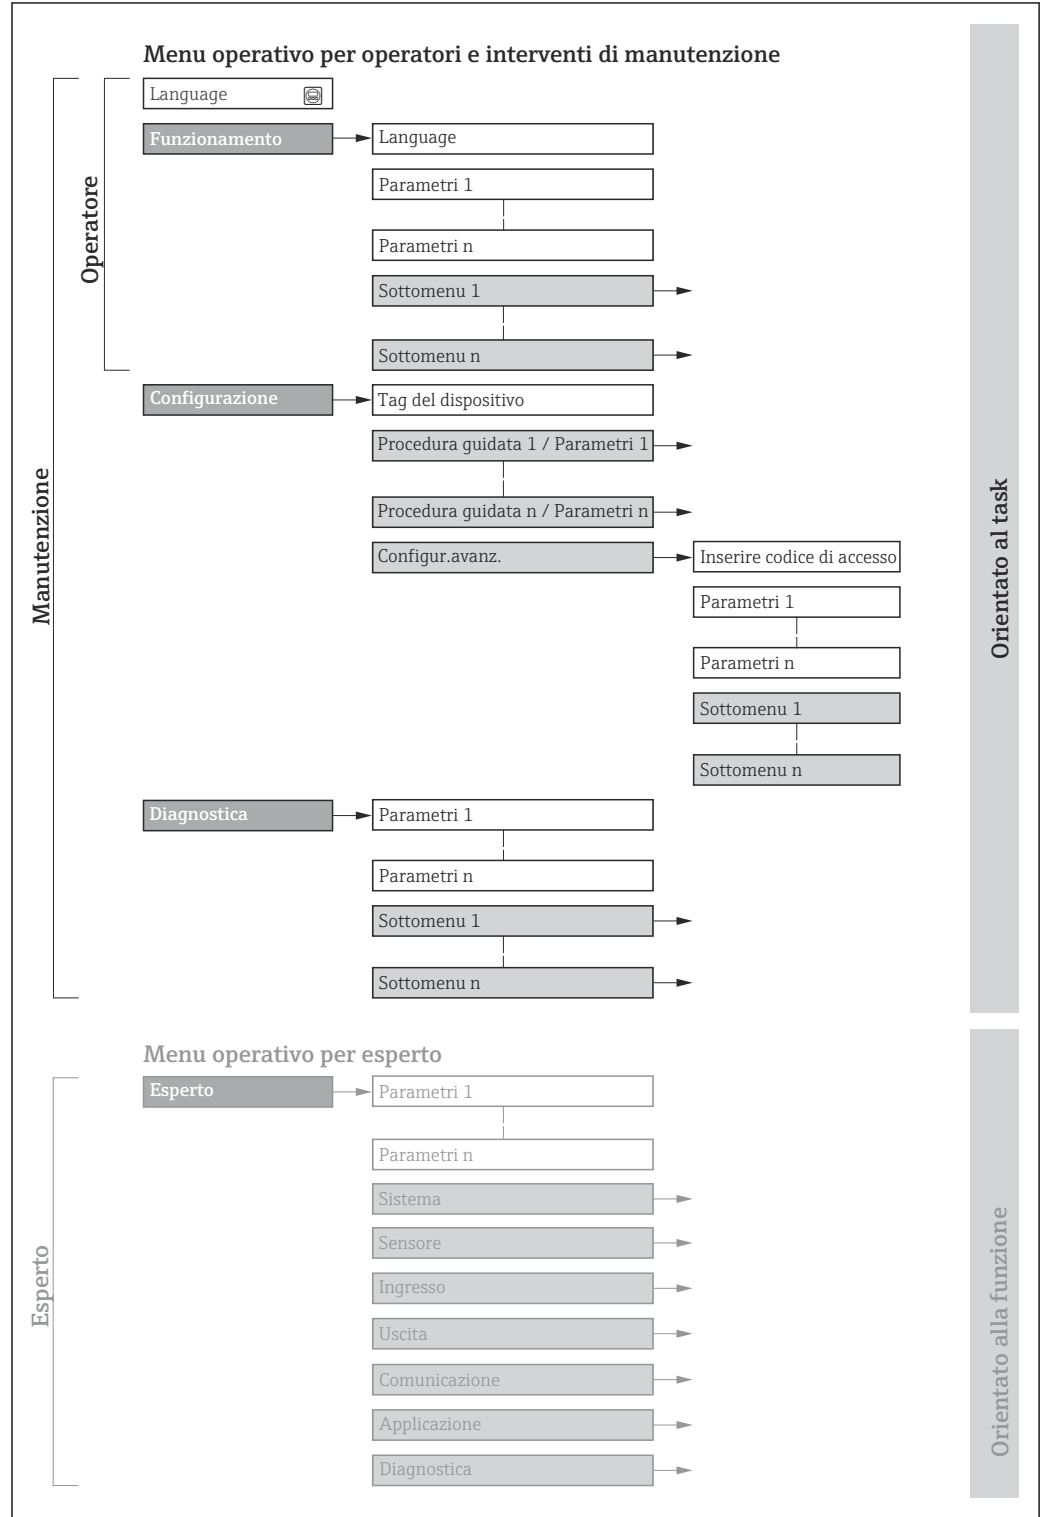 Menu operativo per operatori e interventi di manutenzione
Manutenzione
Operatore
Language
Funzionamento
Language
Parametri 1
Parametri n
Sottomenu 1
Sottomenu n
Configurazione
Tag del dispositivo
Procedura guidata 1 / Parametri 1
Procedura guidata n / Parametri n
Configur.avanz.
Inserire codice di accesso
Parametri 1
Parametri n
Sottomenu 1
Sottomenu n
Diagnostica
Parametri 1
Parametri n
Sottomenu 1
Sottomenu n
Orientato al task
Menu operativo per esperto
Esperto
Esperto
Parametri 1
Parametri n
Sistema
Sensore
Ingresso
Uscita
Comunicazione
Applicazione
Diagnostica
Orientato alla funzione